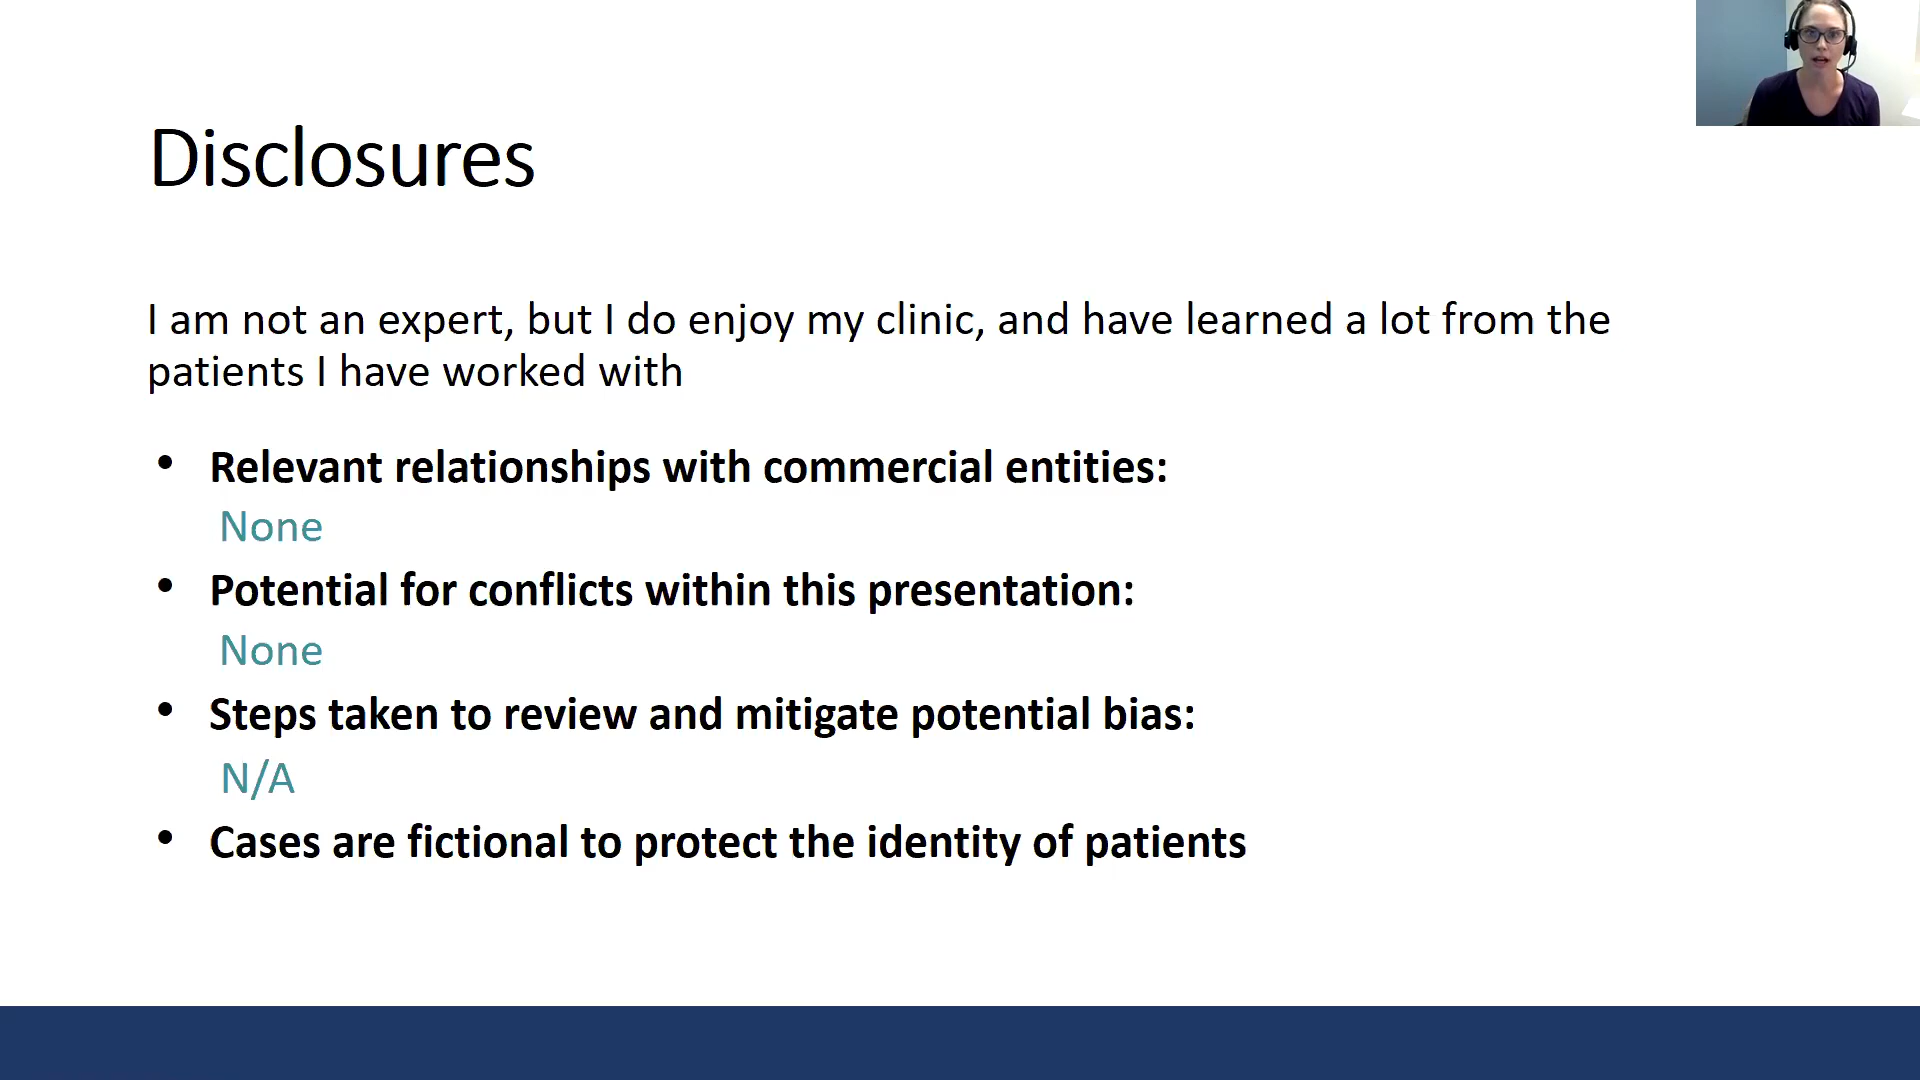 Disclosures
I am not an expert, but I do enjoy my clinic, and have learned a lot from the
patients I have worked with
• Relevant relationships with commercial entities:
None
• Potential for conflicts within this presentation:
None
• Steps taken to review and mitigate potential bias:
N/A
• Cases are fictional to protect the identity of patients